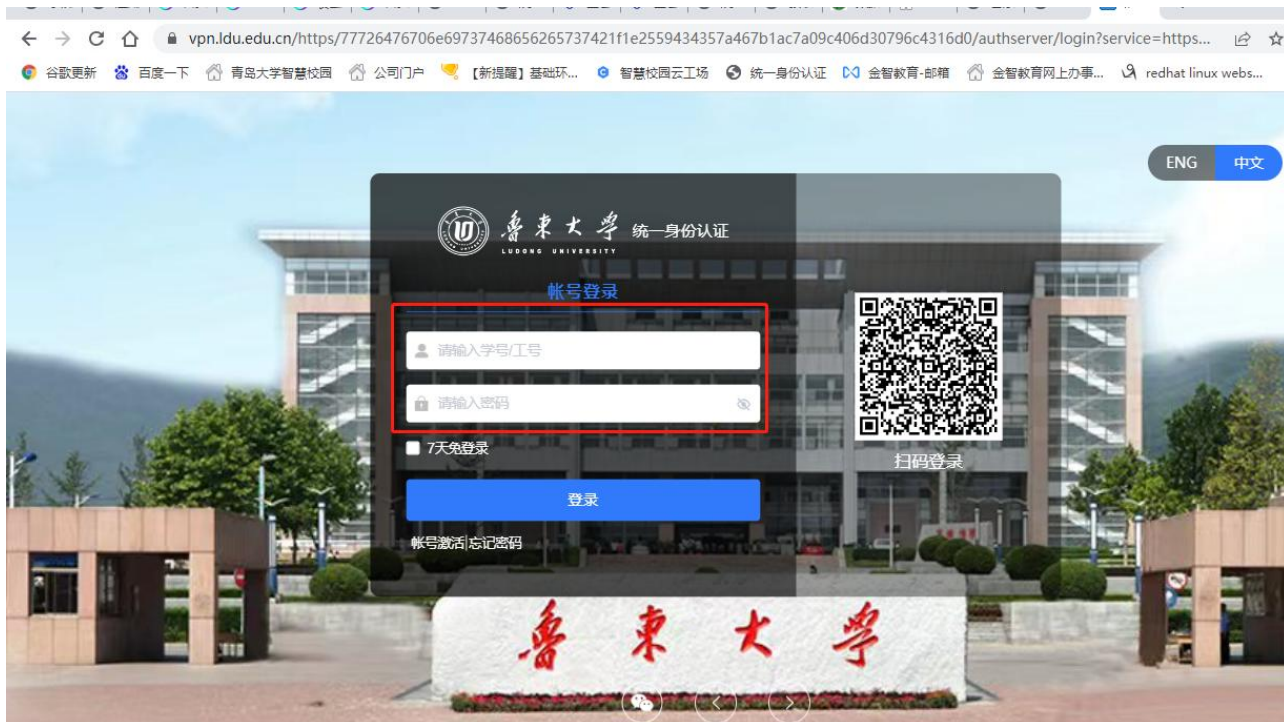 vpn.ldu.edu.cn/https/77726476706e69737468656265737421f1e2559434357a467b1ac7a09c406d30796c4316d0/authserver/login?service=https...
谷歌更新 百度一下 青岛大学智慧校园 公司门户 【新提醒】基础环... 智慧校园云工场 统一身份认证 金智教育-邮箱 金智教育网上办事... redhat linux webs...
ENG 中文
魯东大学 统一身份认证
LUDONG UNIVERSITY
帐号登录
请输入学号/工号
请输入密码
7天免登录
扫码登录
登录
帐号激活 忘记密码
魯東大学